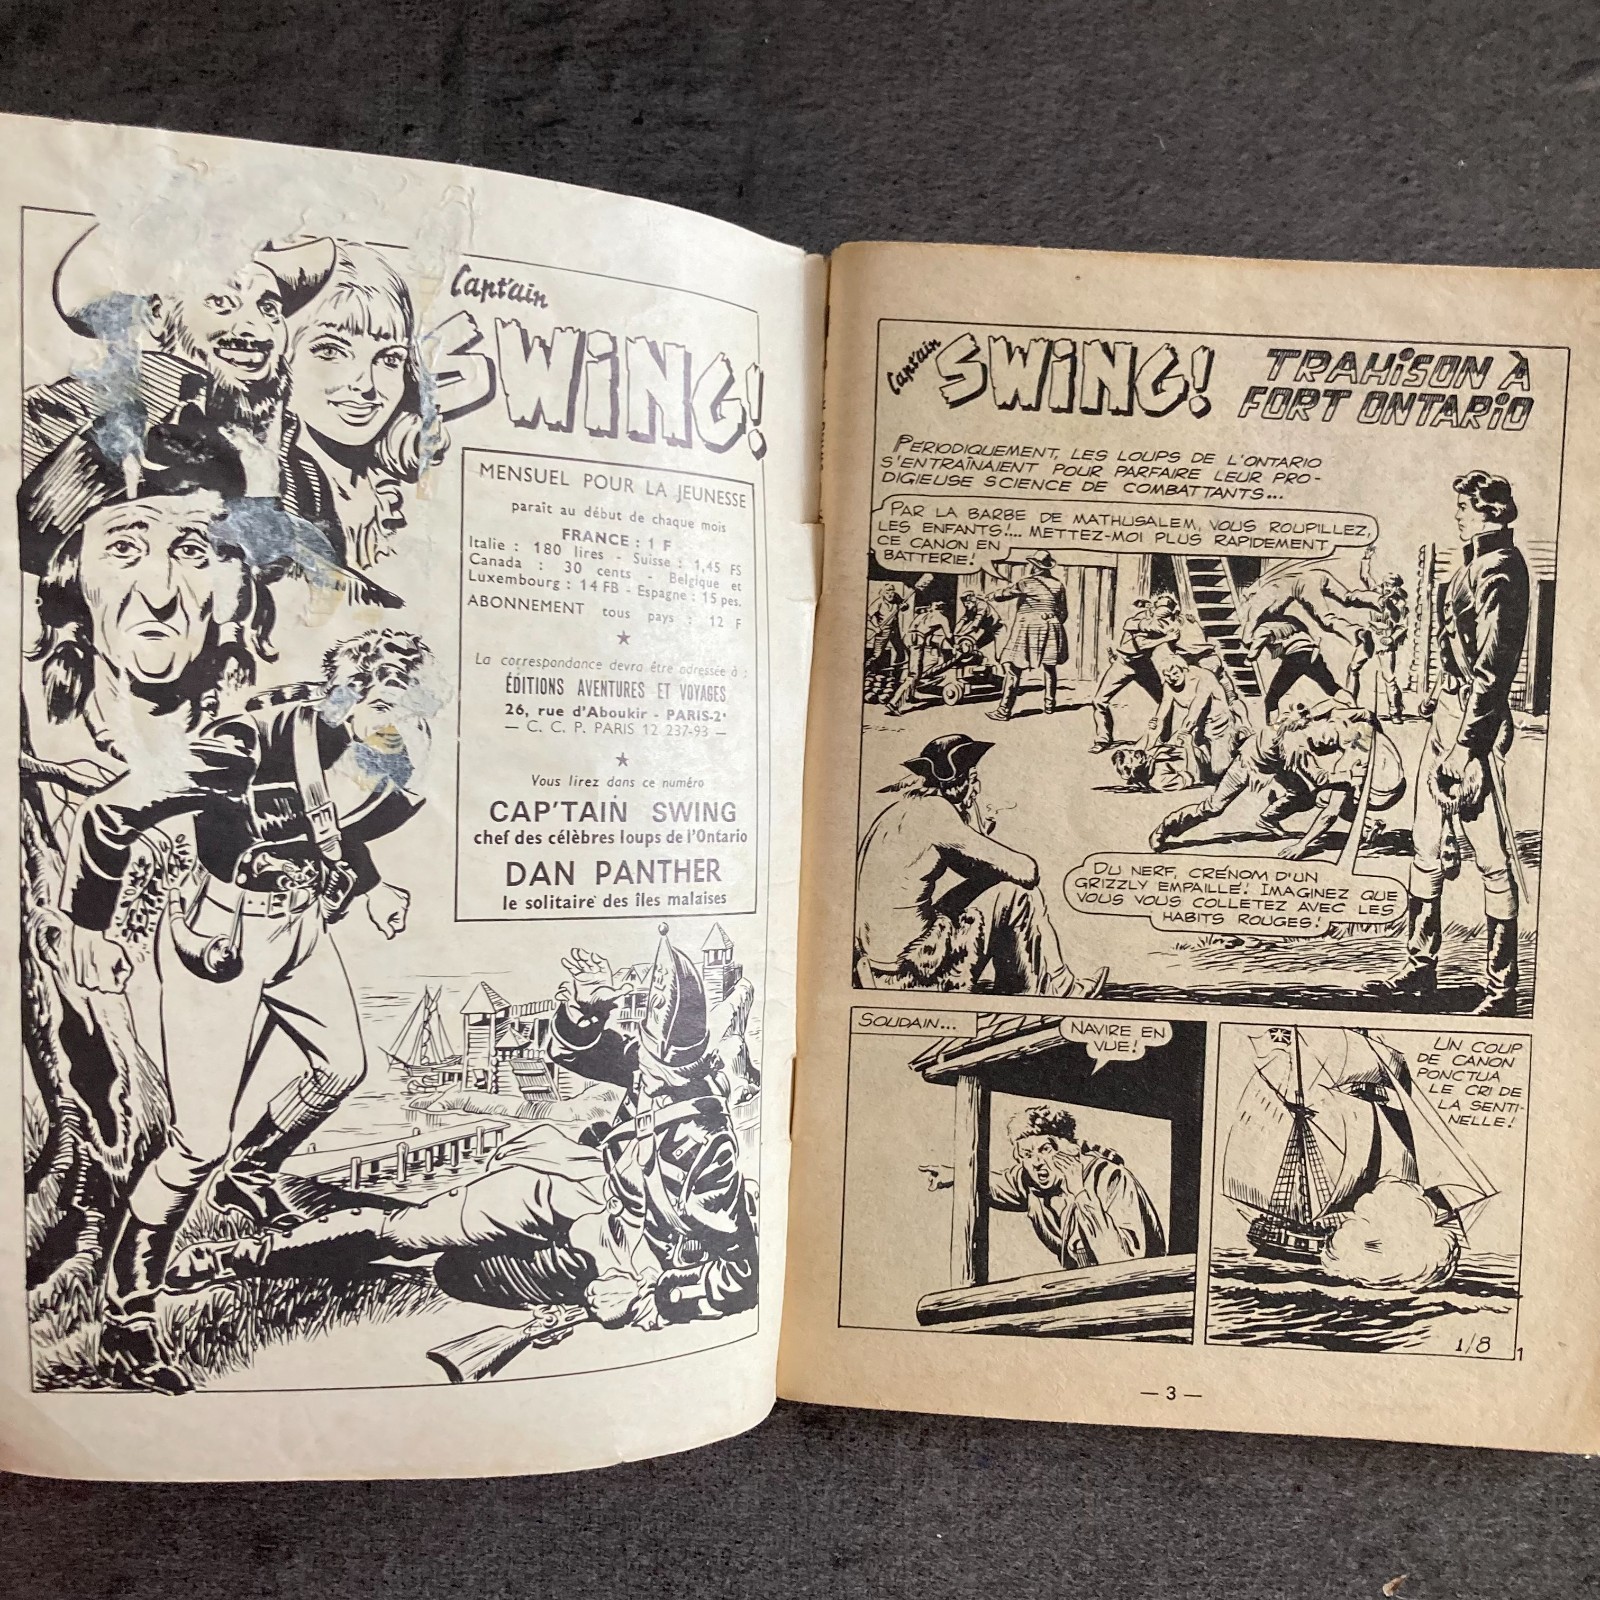 Capt'ain
SWiNG!
MENSUEL POUR LA JEUNESSE
paraît au début de chaque mois
FRANCE : 1 F
Italie : 180 lires - Suisse : 1,45 FS
Canada : 30 cents - Belgique et
Luxembourg : 14 FB - Espagne : 15 pes.
ABONNEMENT tous pays : 12 F
★
La correspondance devra être adressée à :
ÉDITIONS AVENTURES ET VOYAGES
26, rue d'Aboukir - PARIS-2e
— C. C. P. PARIS 12 237-93 —
★
Vous lirez dans ce numéro
CAP'TAIN SWING
chef des célèbres loups de l'Ontario
DAN PANTHER
le solitaire des îles malaises
Capt'ain SWiNG!
TRAHiSON À
FORT ONTARiO
PÉRIODIQUEMENT, LES LOUPS DE L'ONTARIO
S'ENTRAÎNAIENT POUR PARFAIRE LEUR PRO-
DIGIEUSE SCIENCE DE COMBATTANTS...
PAR LA BARBE DE MATHUSALEM, VOUS ROUPILLEZ,
LES ENFANTS!... METTEZ-MOI PLUS RAPIDEMENT
CE CANON EN
BATTERIE!
DU NERF, CRÉNOM D'UN
GRIZZLY EMPAILLÉ! IMAGINEZ QUE
VOUS VOUS COLLETEZ AVEC LES
HABITS ROUGES!
SOUDAIN...
NAVIRE EN
VUE!
UN COUP
DE CANON
PONCTUA
LE CRI DE
LA SENTI-
NELLE!
1/8
1
— 3 —